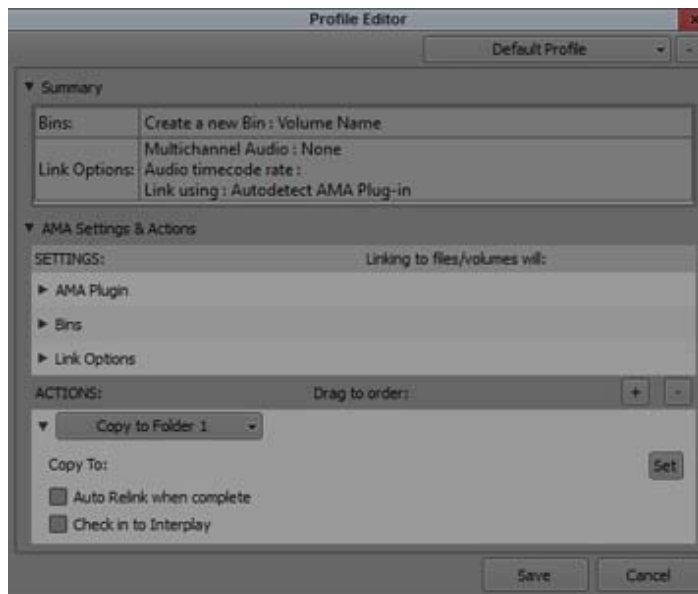 Profile Editor
Default Profile
Summary
Bins: Create a new Bin : Volume Name
Link Options: Multichannel Audio : None
Audio timecode rate :
Link using : Autodetect AMA Plug-in
AMA Settings & Actions
SETTINGS: Linking to files/volumes will:
AMA Plugin
Bins
Link Options
ACTIONS: Drag to order: + -
Copy to Folder 1
Copy To: Set
Auto Relink when complete
Check in to Interplay
Save Cancel